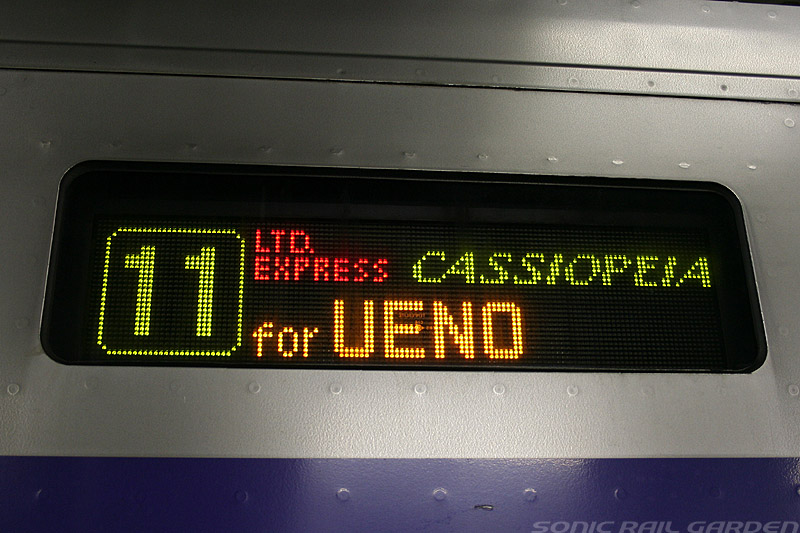 11
LTD.
EXPRESS
CASSIOPEIA
for UENO
SONIC RAIL GARDEN